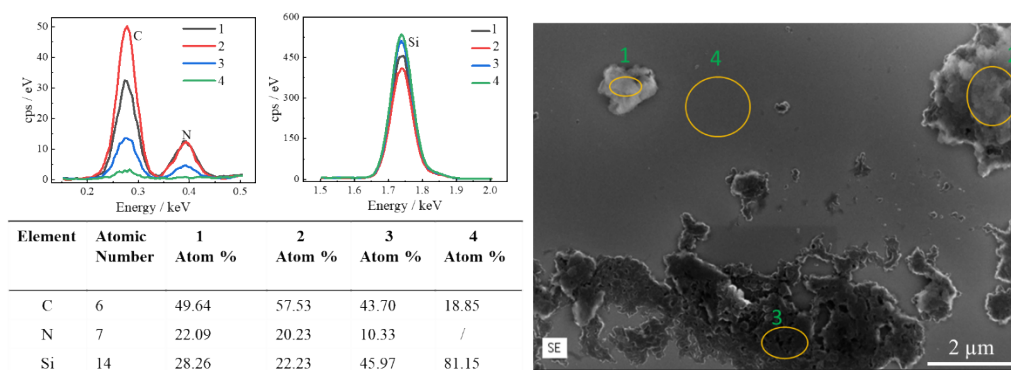 50
40
30
20
10
0
cps / eV
C
N
1
2
3
4
0.2 0.3 0.4 0.5
Energy / keV
600
450
300
150
0
cps / eV
Si
1
2
3
4
1.5 1.6 1.7 1.8 1.9 2.0
Energy / keV
Element Atomic Number 1 Atom % 2 Atom % 3 Atom % 4 Atom %
C 6 49.64 57.53 43.70 18.85
N 7 22.09 20.23 10.33 /
Si 14 28.26 22.23 45.97 81.15
1
4
3
SE
2 µm